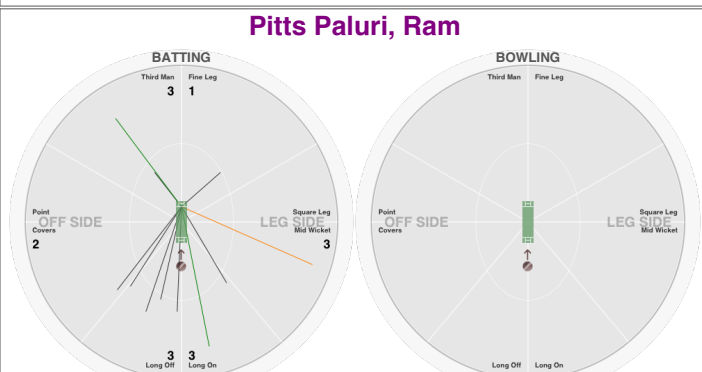 Pitts Paluri, Ram
BATTING
Third Man Fine Leg
3 1
Point
OFF SIDE
Covers
2
Square Leg
LEG SIDE
Mid Wicket
3
3 3
Long Off Long On
BOWLING
Third Man Fine Leg
Point
OFF SIDE
Covers
Square Leg
LEG SIDE
Mid Wicket
Long Off Long On